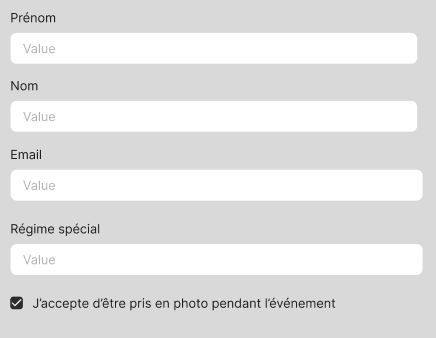 Prénom
Value
Nom
Value
Email
Value
Régime spécial
Value
J’accepte d’être pris en photo pendant l’événement